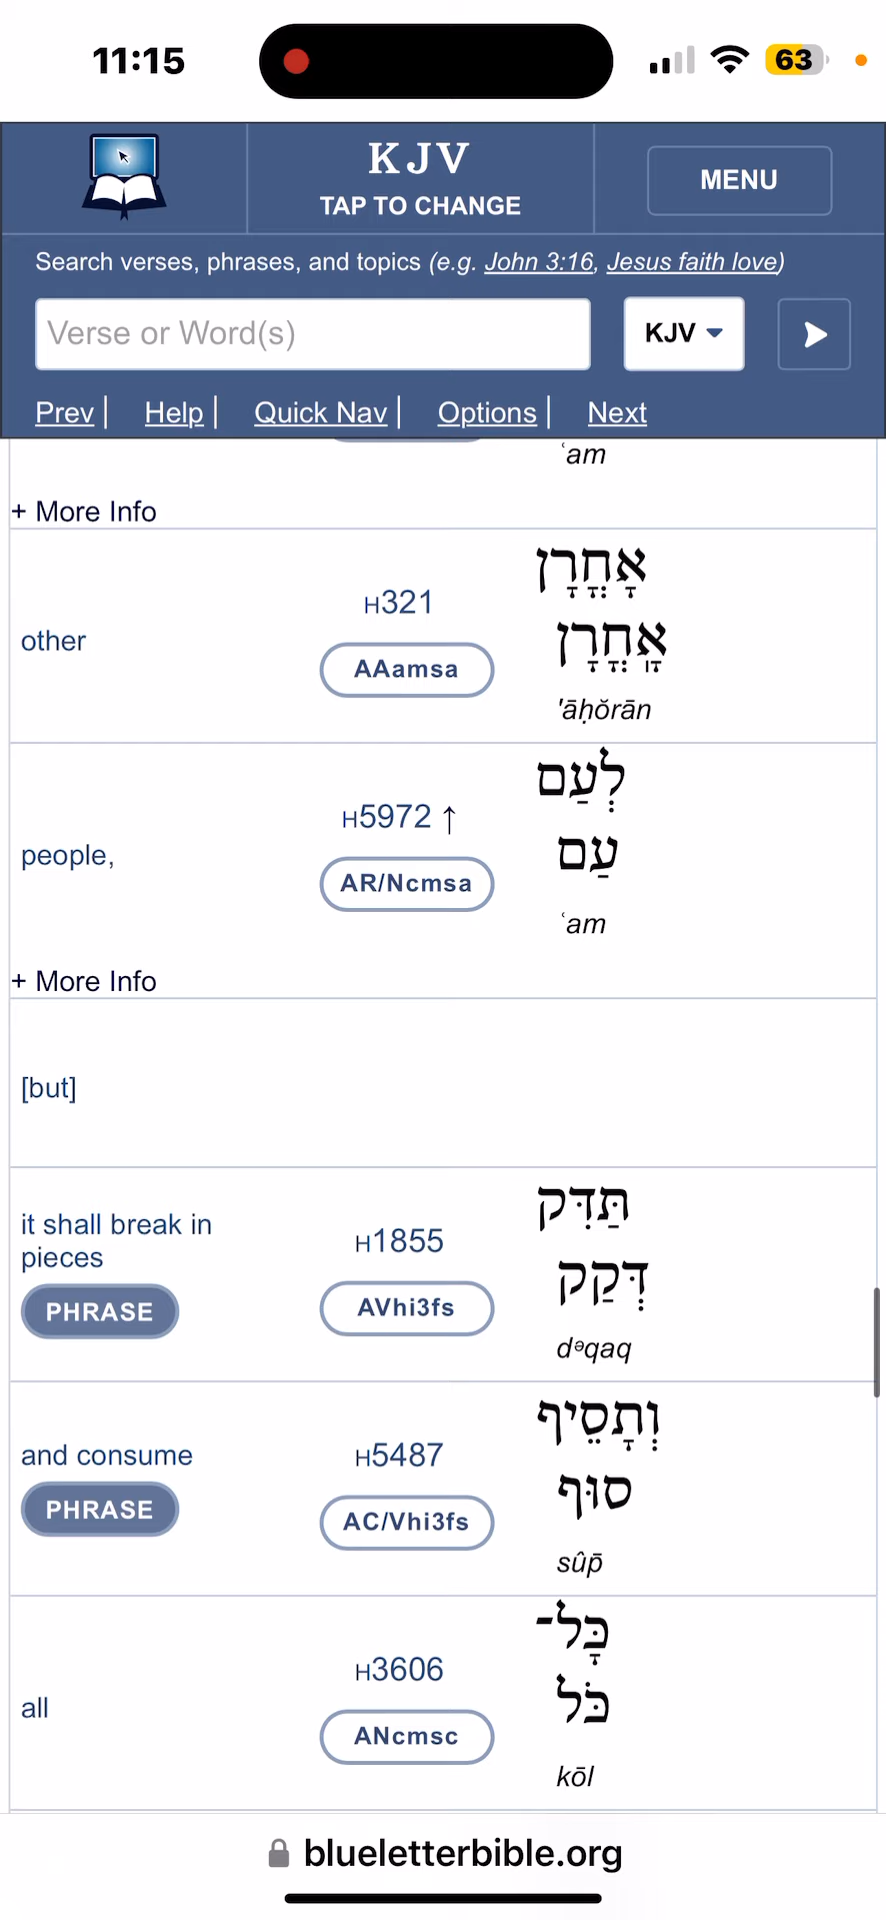 11:15
63
KJV
TAP TO CHANGE
MENU
Search verses, phrases, and topics (e.g. John 3:16, Jesus faith love)
Verse or Word(s)
KJV
Prev | Help | Quick Nav | Options | Next
ʿam
+ More Info
other
H321
AAamsa
אָחֳרָן
אָחֳרָן
'āḥŏrān
people,
H5972 ↑
AR/Ncmsa
לְעַם
עַם
ʿam
+ More Info
[but]
it shall break in
pieces
PHRASE
H1855
AVhi3fs
תַּדִּק
דְּקַק
dᵊqaq
and consume
PHRASE
H5487
AC/Vhi3fs
וְתָסֵיף
סוּף
sûp̄
all
H3606
ANcmsc
כָּל־
כֹּל
kōl
blueletterbible.org